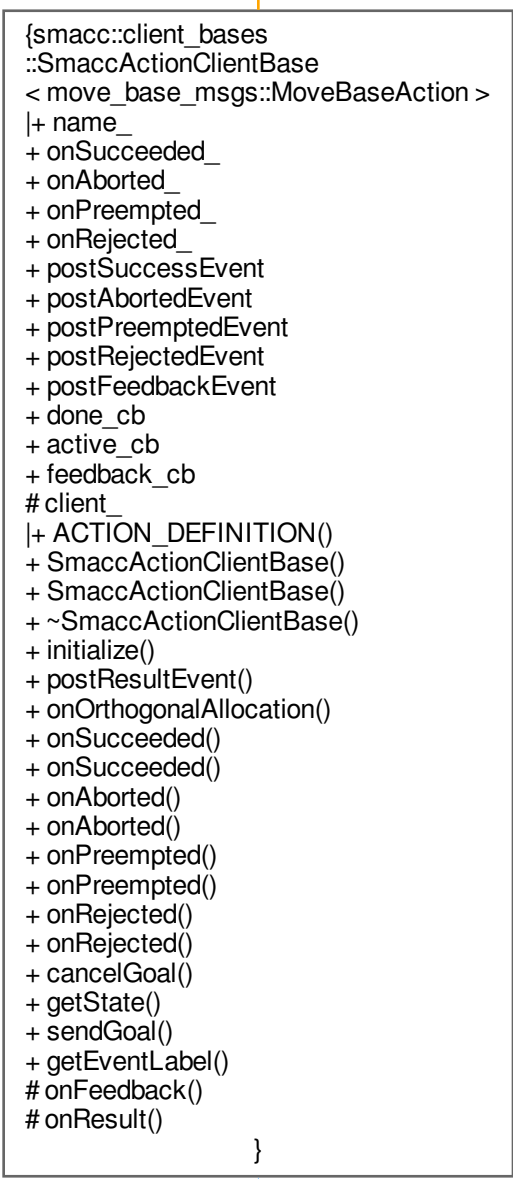 {smacc::client_bases
::SmaccActionClientBase
< move_base_msgs::MoveBaseAction >
|+ name_
+ onSucceeded_
+ onAborted_
+ onPreempted_
+ onRejected_
+ postSuccessEvent
+ postAbortedEvent
+ postPreemptedEvent
+ postRejectedEvent
+ postFeedbackEvent
+ done_cb
+ active_cb
+ feedback_cb
# client_
|+ ACTION_DEFINITION()
+ SmaccActionClientBase()
+ SmaccActionClientBase()
+ ~SmaccActionClientBase()
+ initialize()
+ postResultEvent()
+ onOrthogonalAllocation()
+ onSucceeded()
+ onSucceeded()
+ onAborted()
+ onAborted()
+ onPreempted()
+ onPreempted()
+ onRejected()
+ onRejected()
+ cancelGoal()
+ getState()
+ sendGoal()
+ getEventLabel()
# onFeedback()
# onResult()
}